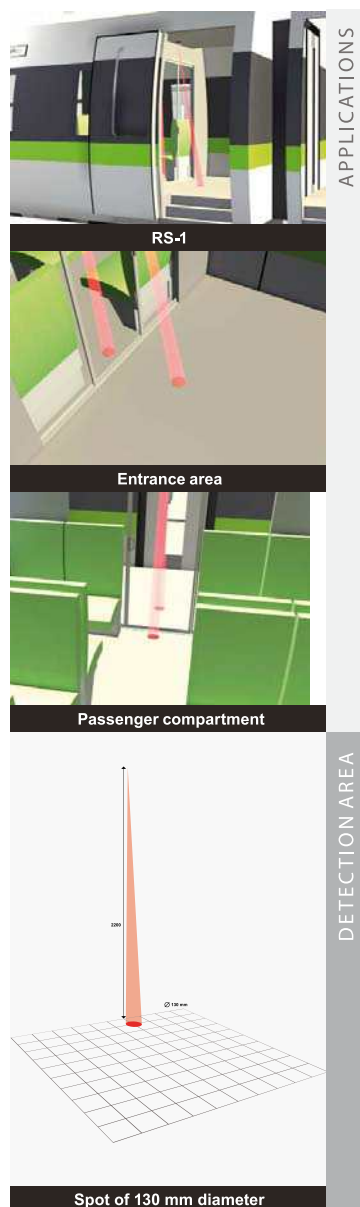 APPLICATIONS
RS-1
Entrance area
Passenger compartment
DETECTION AREA
2200
Ø 130 mm
Spot of 130 mm diameter